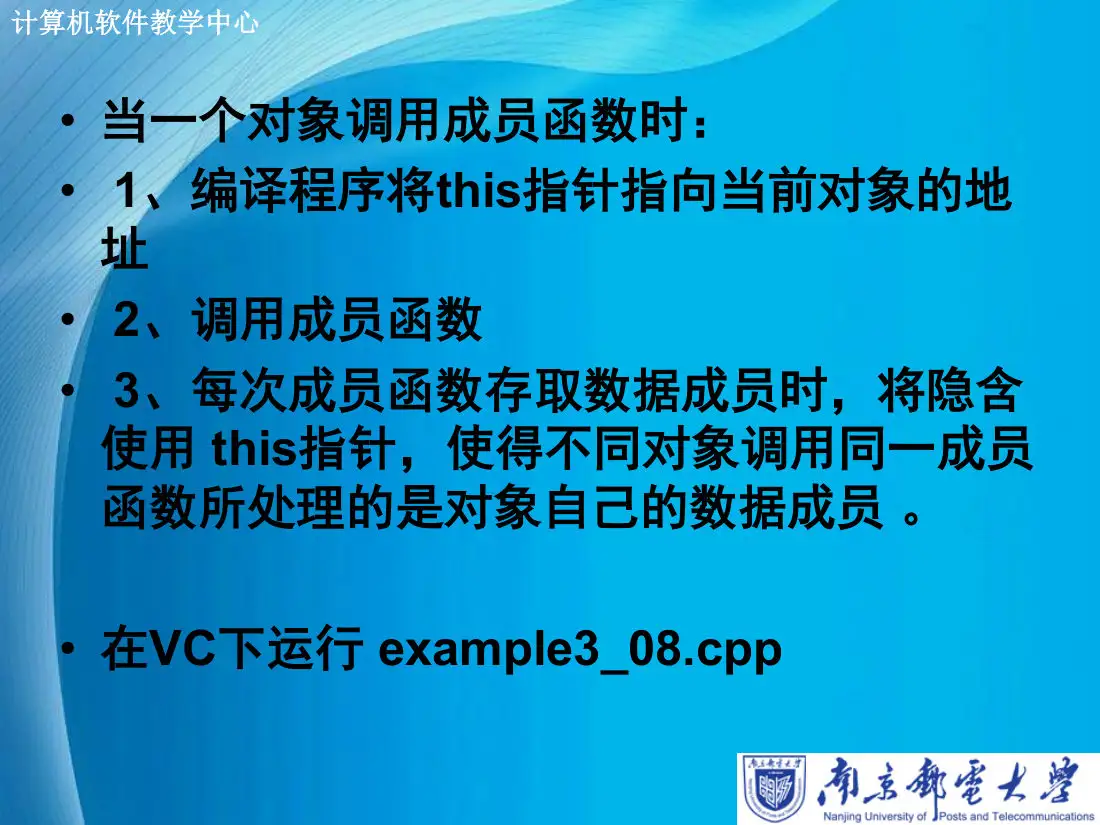 计算机软件教学中心
• 当一个对象调用成员函数时：
• 1、编译程序将this指针指向当前对象的地
址
• 2、调用成员函数
• 3、每次成员函数存取数据成员时，将隐含
使用 this指针，使得不同对象调用同一成员
函数所处理的是对象自己的数据成员 。
• 在VC下运行 example3_08.cpp
南京邮电大学
南京郵電大學
Nanjing University of Posts and Telecommunications